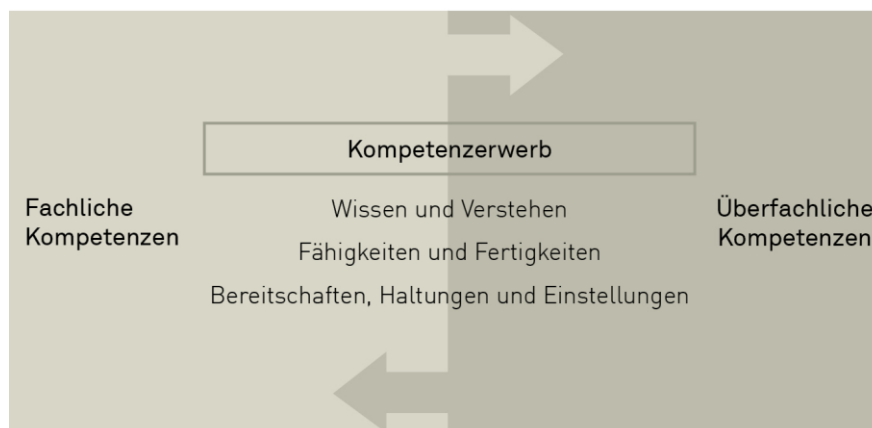 Kompetenzerwerb
Fachliche
Kompetenzen
Wissen und Verstehen
Fähigkeiten und Fertigkeiten
Bereitschaften, Haltungen und Einstellungen
Überfachliche
Kompetenzen